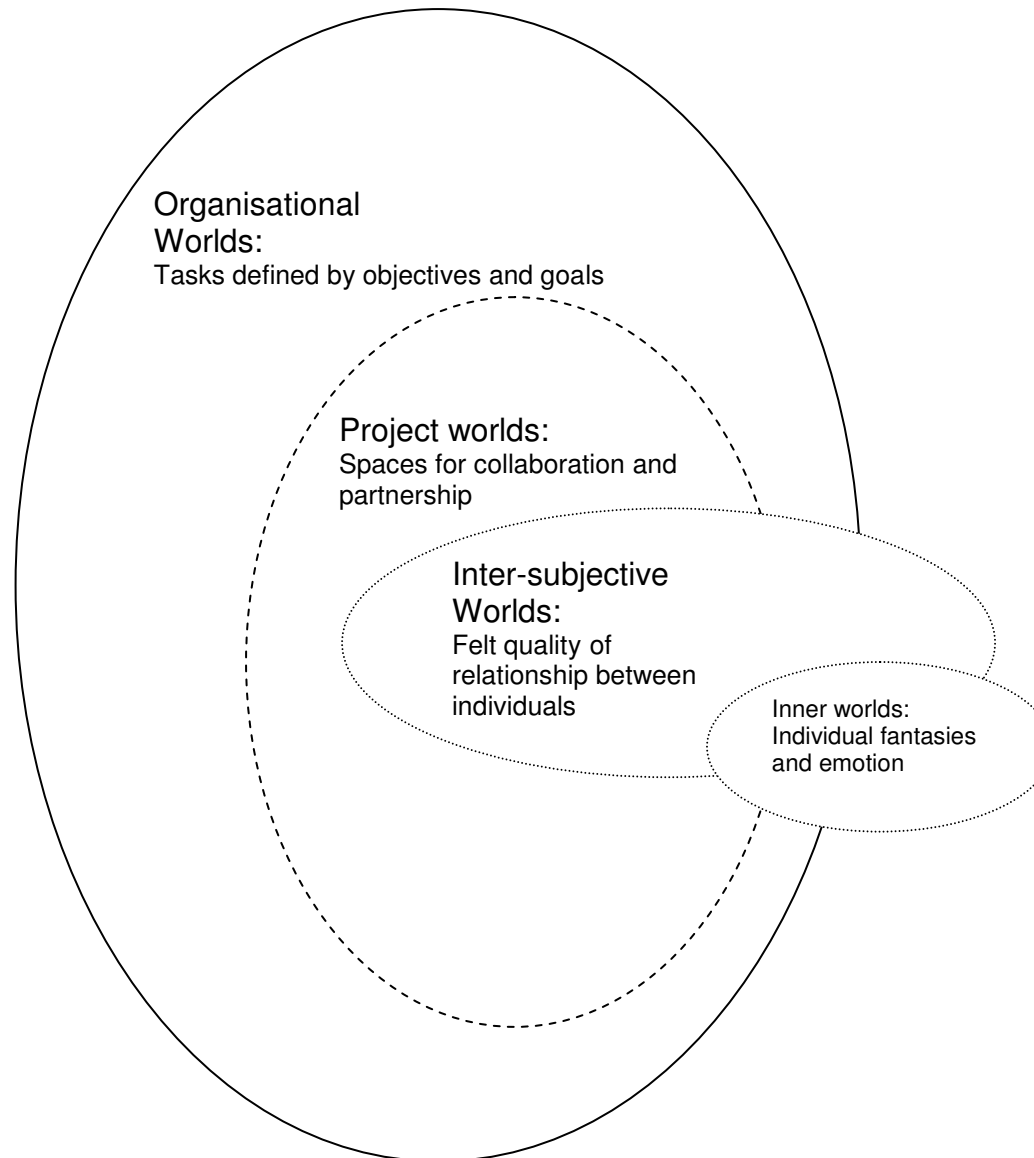 Organisational
Worlds:
Tasks defined by objectives and goals
Project worlds:
Spaces for collaboration and
partnership
Inter-subjective
Worlds:
Felt quality of
relationship between
individuals
Inner worlds:
Individual fantasies
and emotion